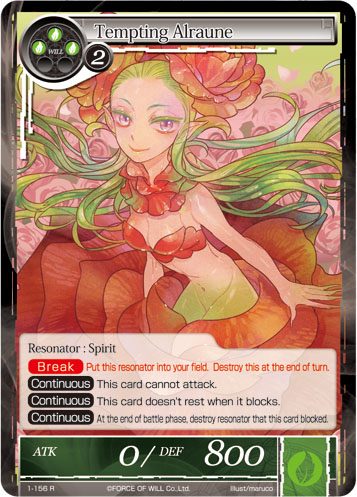 Tempting Alraune
WILL
2
Resonator : Spirit
Break Put this resonator into your field. Destroy this at the end of turn.
Continuous This card cannot attack.
Continuous This card doesn't rest when it blocks.
Continuous At the end of battle phase, destroy resonator that this card blocked.
ATK 0 / DEF 800
1-156 R ©FORCE OF WILL Co.,Ltd. Illust/maruco